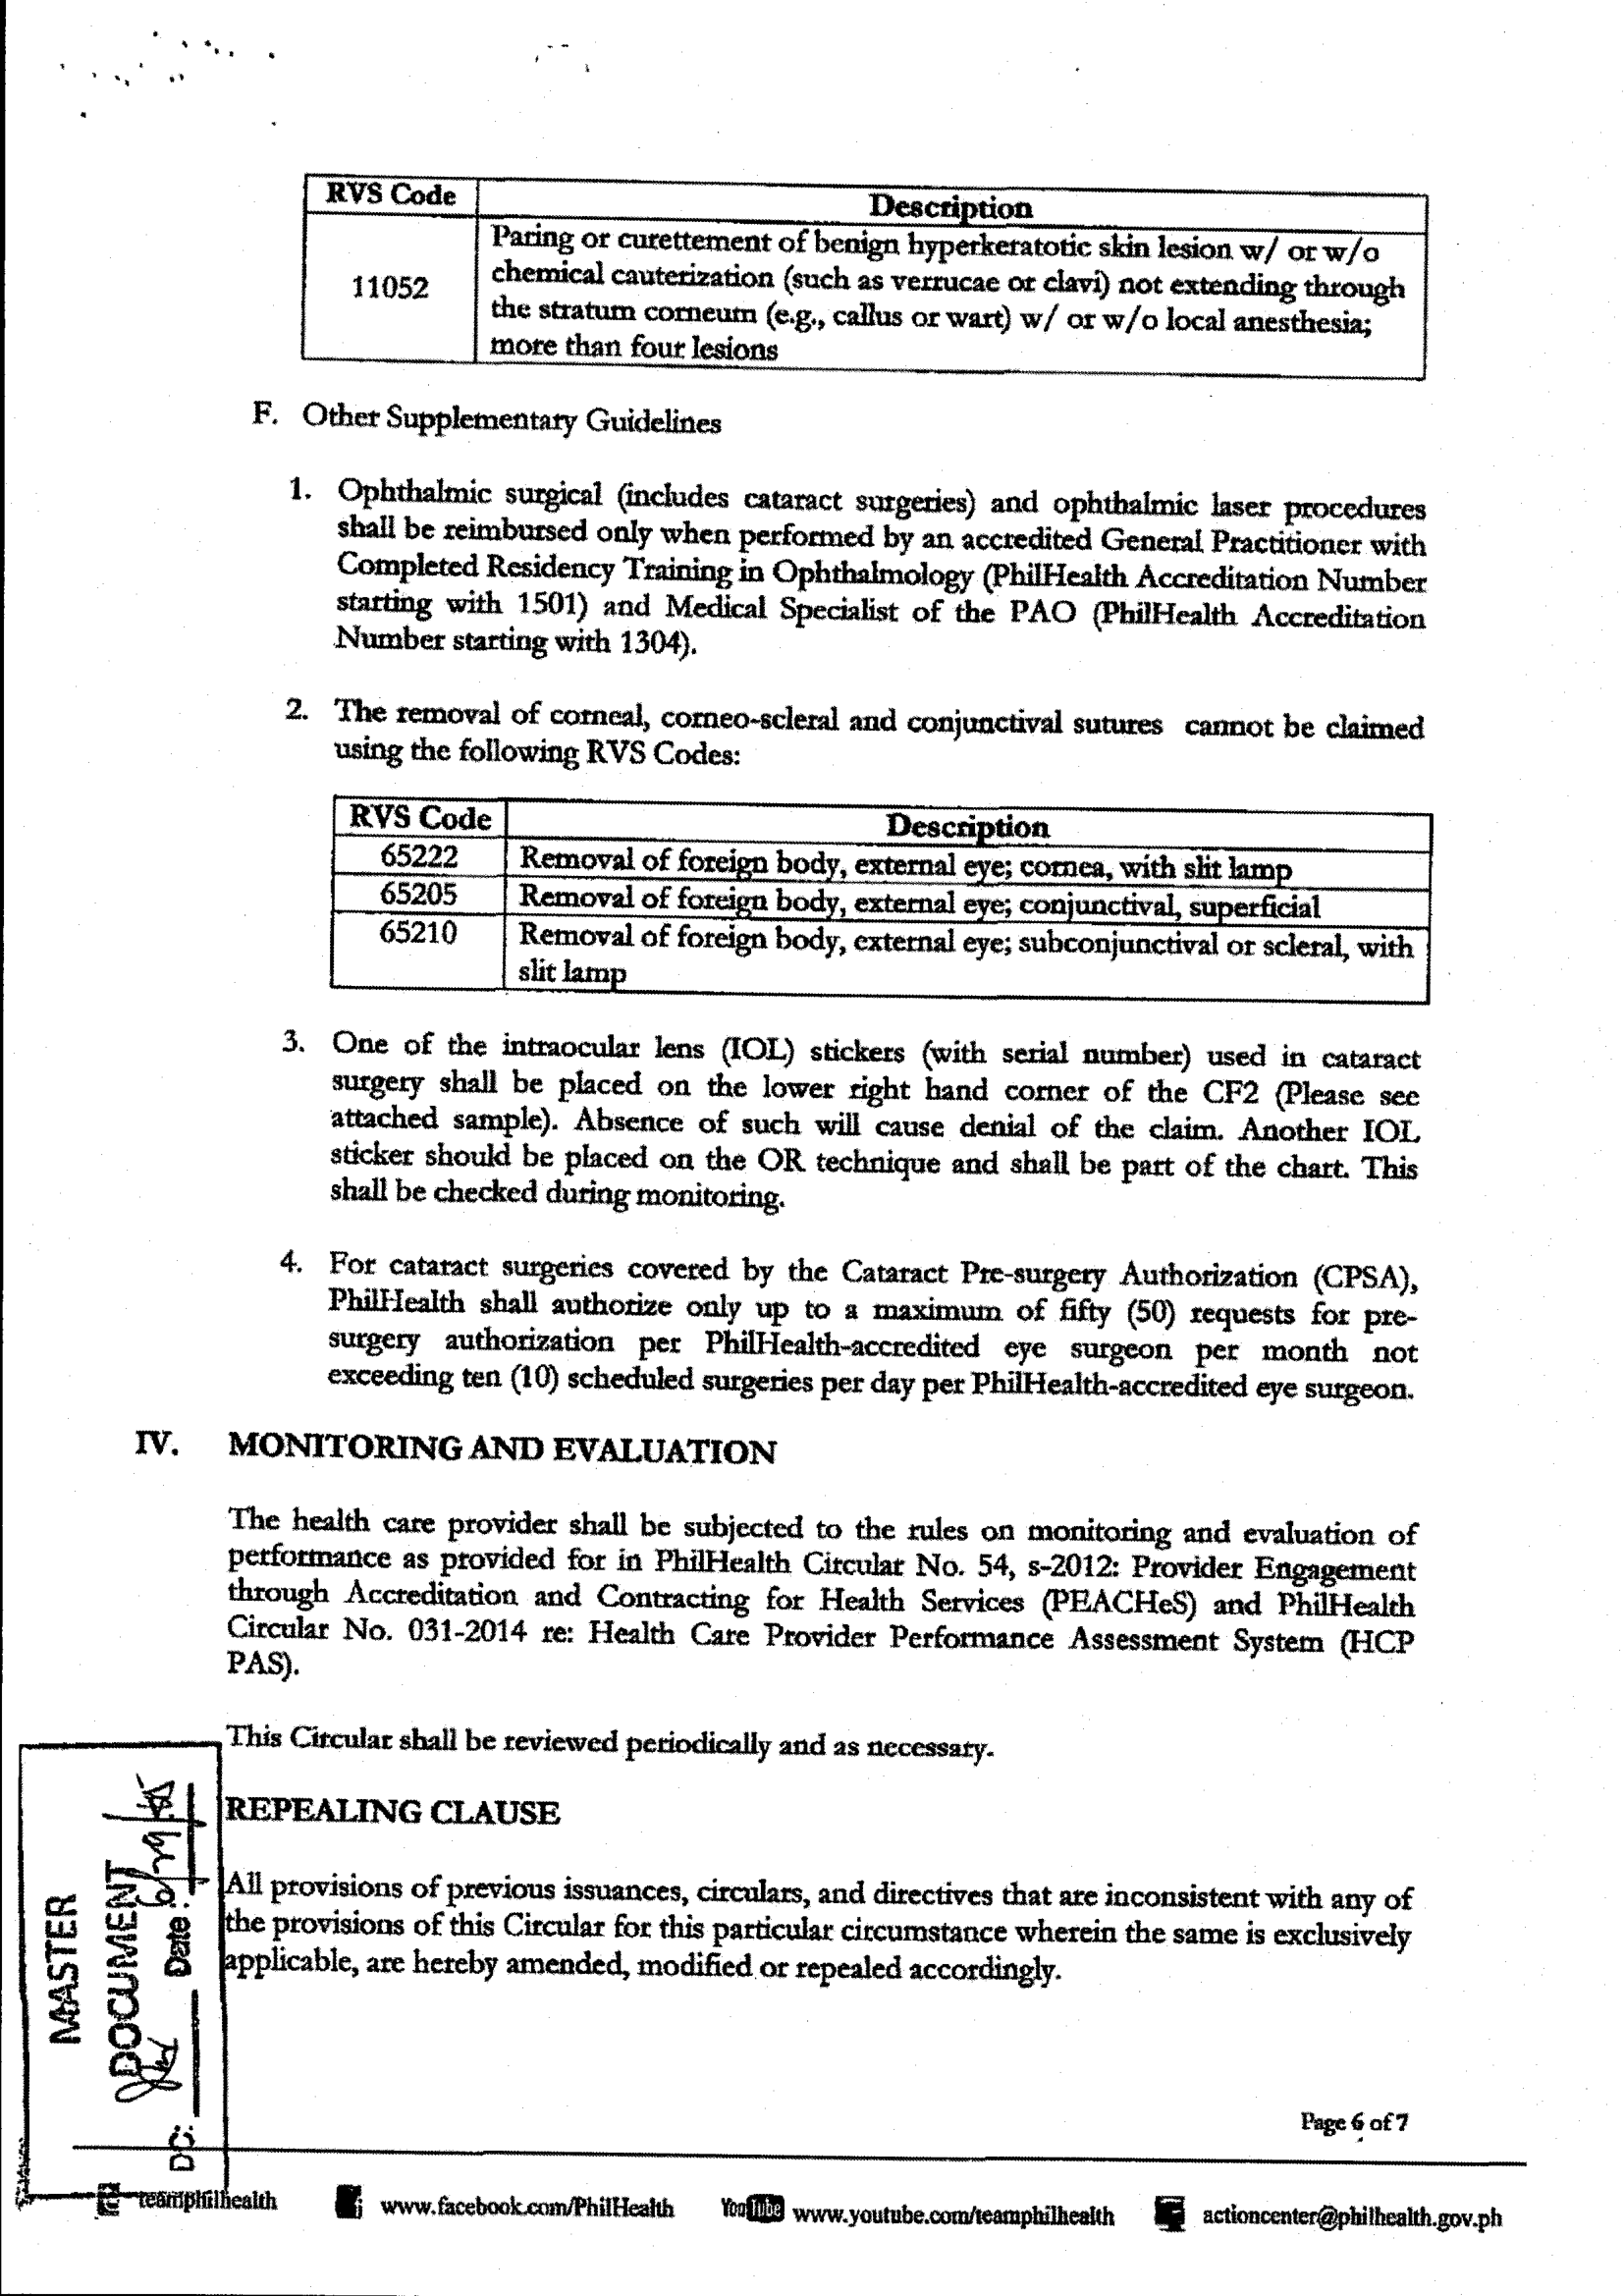 RVS Code Description
11052 Paring or curettement of benign hyperkeratotic skin lesion w/ or w/o
chemical cauterization (such as verrucae or clavi) not extending through
the stratum corneum (e.g., callus or wart) w/ or w/o local anesthesia;
more than four lesions
F. Other Supplementary Guidelines
1. Ophthalmic surgical (includes cataract surgeries) and ophthalmic laser procedures
shall be reimbursed only when performed by an accredited General Practitioner with
Completed Residency Training in Ophthalmology (PhilHealth Accreditation Number
starting with 1501) and Medical Specialist of the PAO (PhilHealth Accreditation
Number starting with 1304).
2. The removal of corneal, corneo-scleral and conjunctival sutures cannot be claimed
using the following RVS Codes:
RVS Code Description
65222 Removal of foreign body, external eye; cornea, with slit lamp
65205 Removal of foreign body, external eye; conjunctival, superficial
65210 Removal of foreign body, external eye; subconjunctival or scleral, with
slit lamp
3. One of the intraocular lens (IOL) stickers (with serial number) used in cataract
surgery shall be placed on the lower right hand corner of the CF2 (Please see
attached sample). Absence of such will cause denial of the claim. Another IOL
sticker should be placed on the OR technique and shall be part of the chart. This
shall be checked during monitoring.
4. For cataract surgeries covered by the Cataract Pre-surgery Authorization (CPSA),
PhilHealth shall authorize only up to a maximum of fifty (50) requests for pre-
surgery authorization per PhilHealth-accredited eye surgeon per month not
exceeding ten (10) scheduled surgeries per day per PhilHealth-accredited eye surgeon.
IV. MONITORING AND EVALUATION
The health care provider shall be subjected to the rules on monitoring and evaluation of
performance as provided for in PhilHealth Circular No. 54, s-2012: Provider Engagement
through Accreditation and Contracting for Health Services (PEACHeS) and PhilHealth
Circular No. 031-2014 re: Health Care Provider Performance Assessment System (HCP
PAS).
This Circular shall be reviewed periodically and as necessary.
REPEALING CLAUSE
All provisions of previous issuances, circulars, and directives that are inconsistent with any of
the provisions of this Circular for this particular circumstance wherein the same is exclusively
applicable, are hereby amended, modified or repealed accordingly.
MASTER
DOCUMENT
DC: Date:
Page 6 of 7
teamphilhealth www.facebook.com/PhilHealth YouTube www.youtube.com/teamphilhealth actioncenter@philhealth.gov.ph